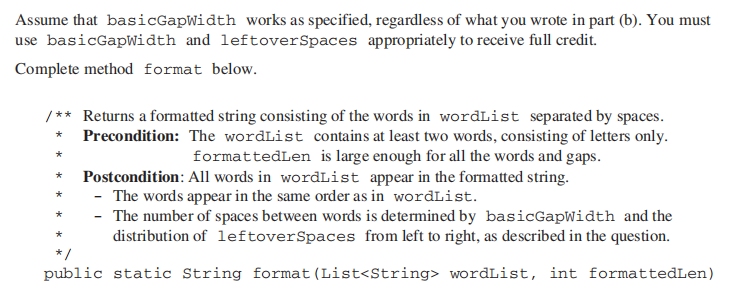 Assume that basicGapWidth works as specified, regardless of what you wrote in part (b). You must
use basicGapWidth and leftoverSpaces appropriately to receive full credit.
Complete method format below.
/** Returns a formatted string consisting of the words in wordList separated by spaces.
* Precondition: The wordList contains at least two words, consisting of letters only.
* formattedLen is large enough for all the words and gaps.
* Postcondition: All words in wordList appear in the formatted string.
* – The words appear in the same order as in wordList.
* – The number of spaces between words is determined by basicGapWidth and the
* distribution of leftoverSpaces from left to right, as described in the question.
*/
public static String format(List<String> wordList, int formattedLen)